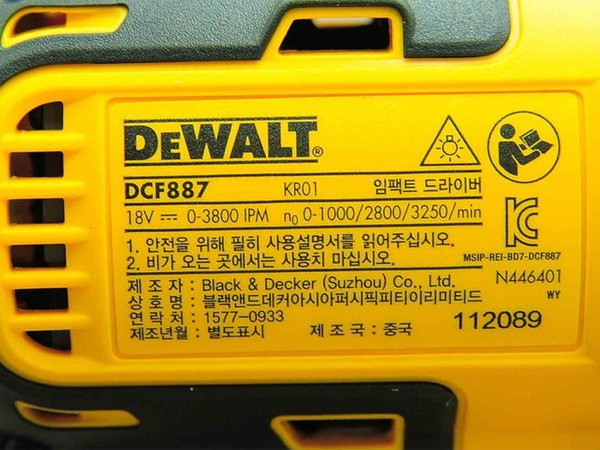 DEWALT®
DCF887 KR01 임팩트 드라이버
18V ⎓ 0-3800 IPM n0 0-1000/2800/3250/min
1. 안전을 위해 필히 사용설명서를 읽어주십시오.
2. 비가 오는 곳에서는 사용치 마십시오.
MSIP-REI-BD7-DCF887
제 조 자 : Black & Decker (Suzhou) Co., Ltd. N446401
상 호 명 : 블랙앤드데커아시아퍼시픽피티이리미티드 WY
연 락 처 : 1577-0933
제조년월 : 별도표시 제 조 국 : 중국 112089